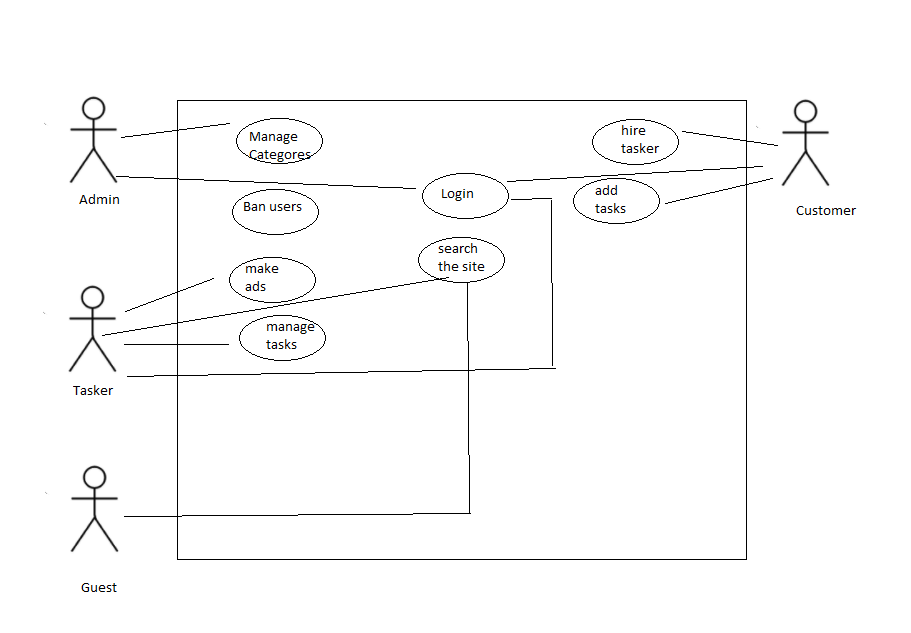 Manage
Categores
hire
tasker
Admin
Login
add
tasks
Ban users
Customer
search
the site
make
ads
manage
tasks
Tasker
Guest